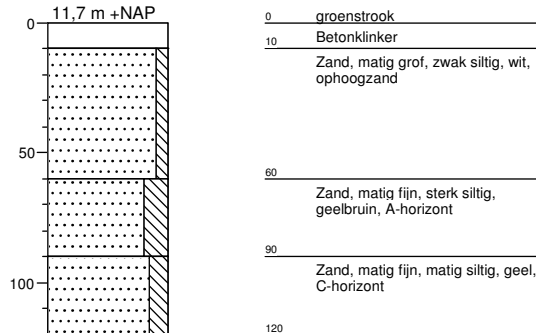 11,7 m +NAP
0
50
100
0 groenstrook
10 Betonklinker
Zand, matig grof, zwak siltig, wit,
ophoogzand
60
Zand, matig fijn, sterk siltig,
geelbruin, A-horizont
90
Zand, matig fijn, matig siltig, geel,
C-horizont
120